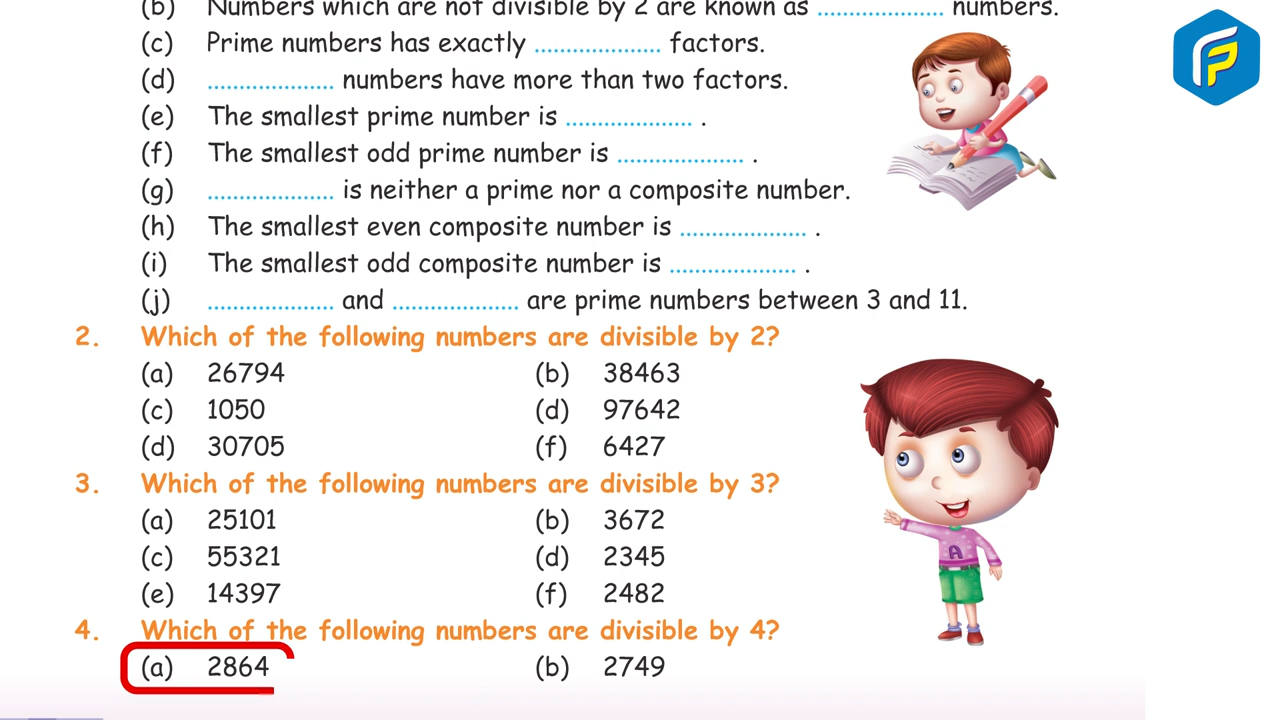 (b) Numbers which are not divisible by 2 are known as .................... numbers.
(c) Prime numbers has exactly .................... factors.
(d) .................... numbers have more than two factors.
(e) The smallest prime number is .................... .
(f) The smallest odd prime number is .................... .
(g) .................... is neither a prime nor a composite number.
(h) The smallest even composite number is .................... .
(i) The smallest odd composite number is .................... .
(j) .................... and .................... are prime numbers between 3 and 11.
2. Which of the following numbers are divisible by 2?
(a) 26794 (b) 38463
(c) 1050 (d) 97642
(d) 30705 (f) 6427
3. Which of the following numbers are divisible by 3?
(a) 25101 (b) 3672
(c) 55321 (d) 2345
(e) 14397 (f) 2482
4. Which of the following numbers are divisible by 4?
(a) 2864 (b) 2749
A